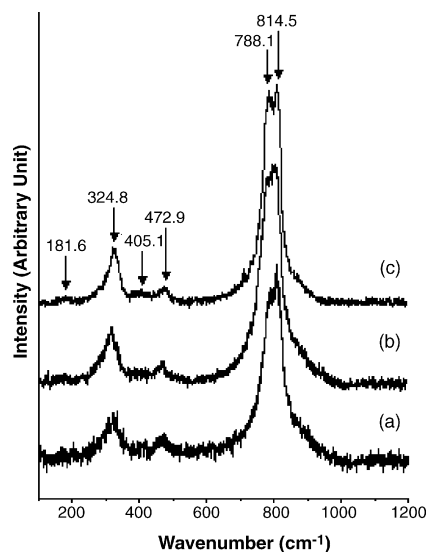 814.5
788.1
324.8
472.9
405.1
181.6
(c)
(b)
(a)
Intensity (Arbitrary Unit)
200 400 600 800 1000 1200
Wavenumber (cm-1)